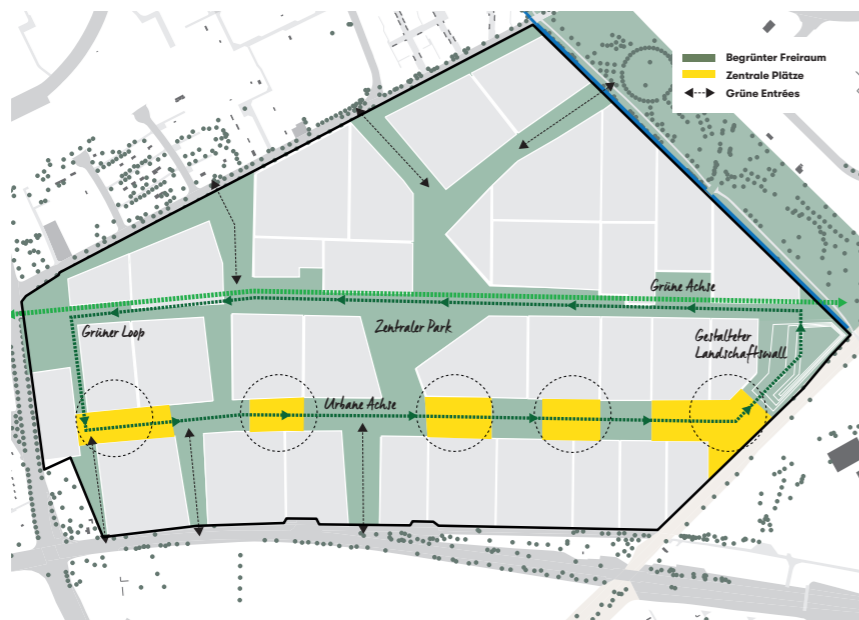 Begrünter Freiraum
Zentrale Plätze
Grüne Entrées
Grüne Achse
Grüner Loop
Zentraler Park
Gestalteter
Landschaftswall
Urbane Achse